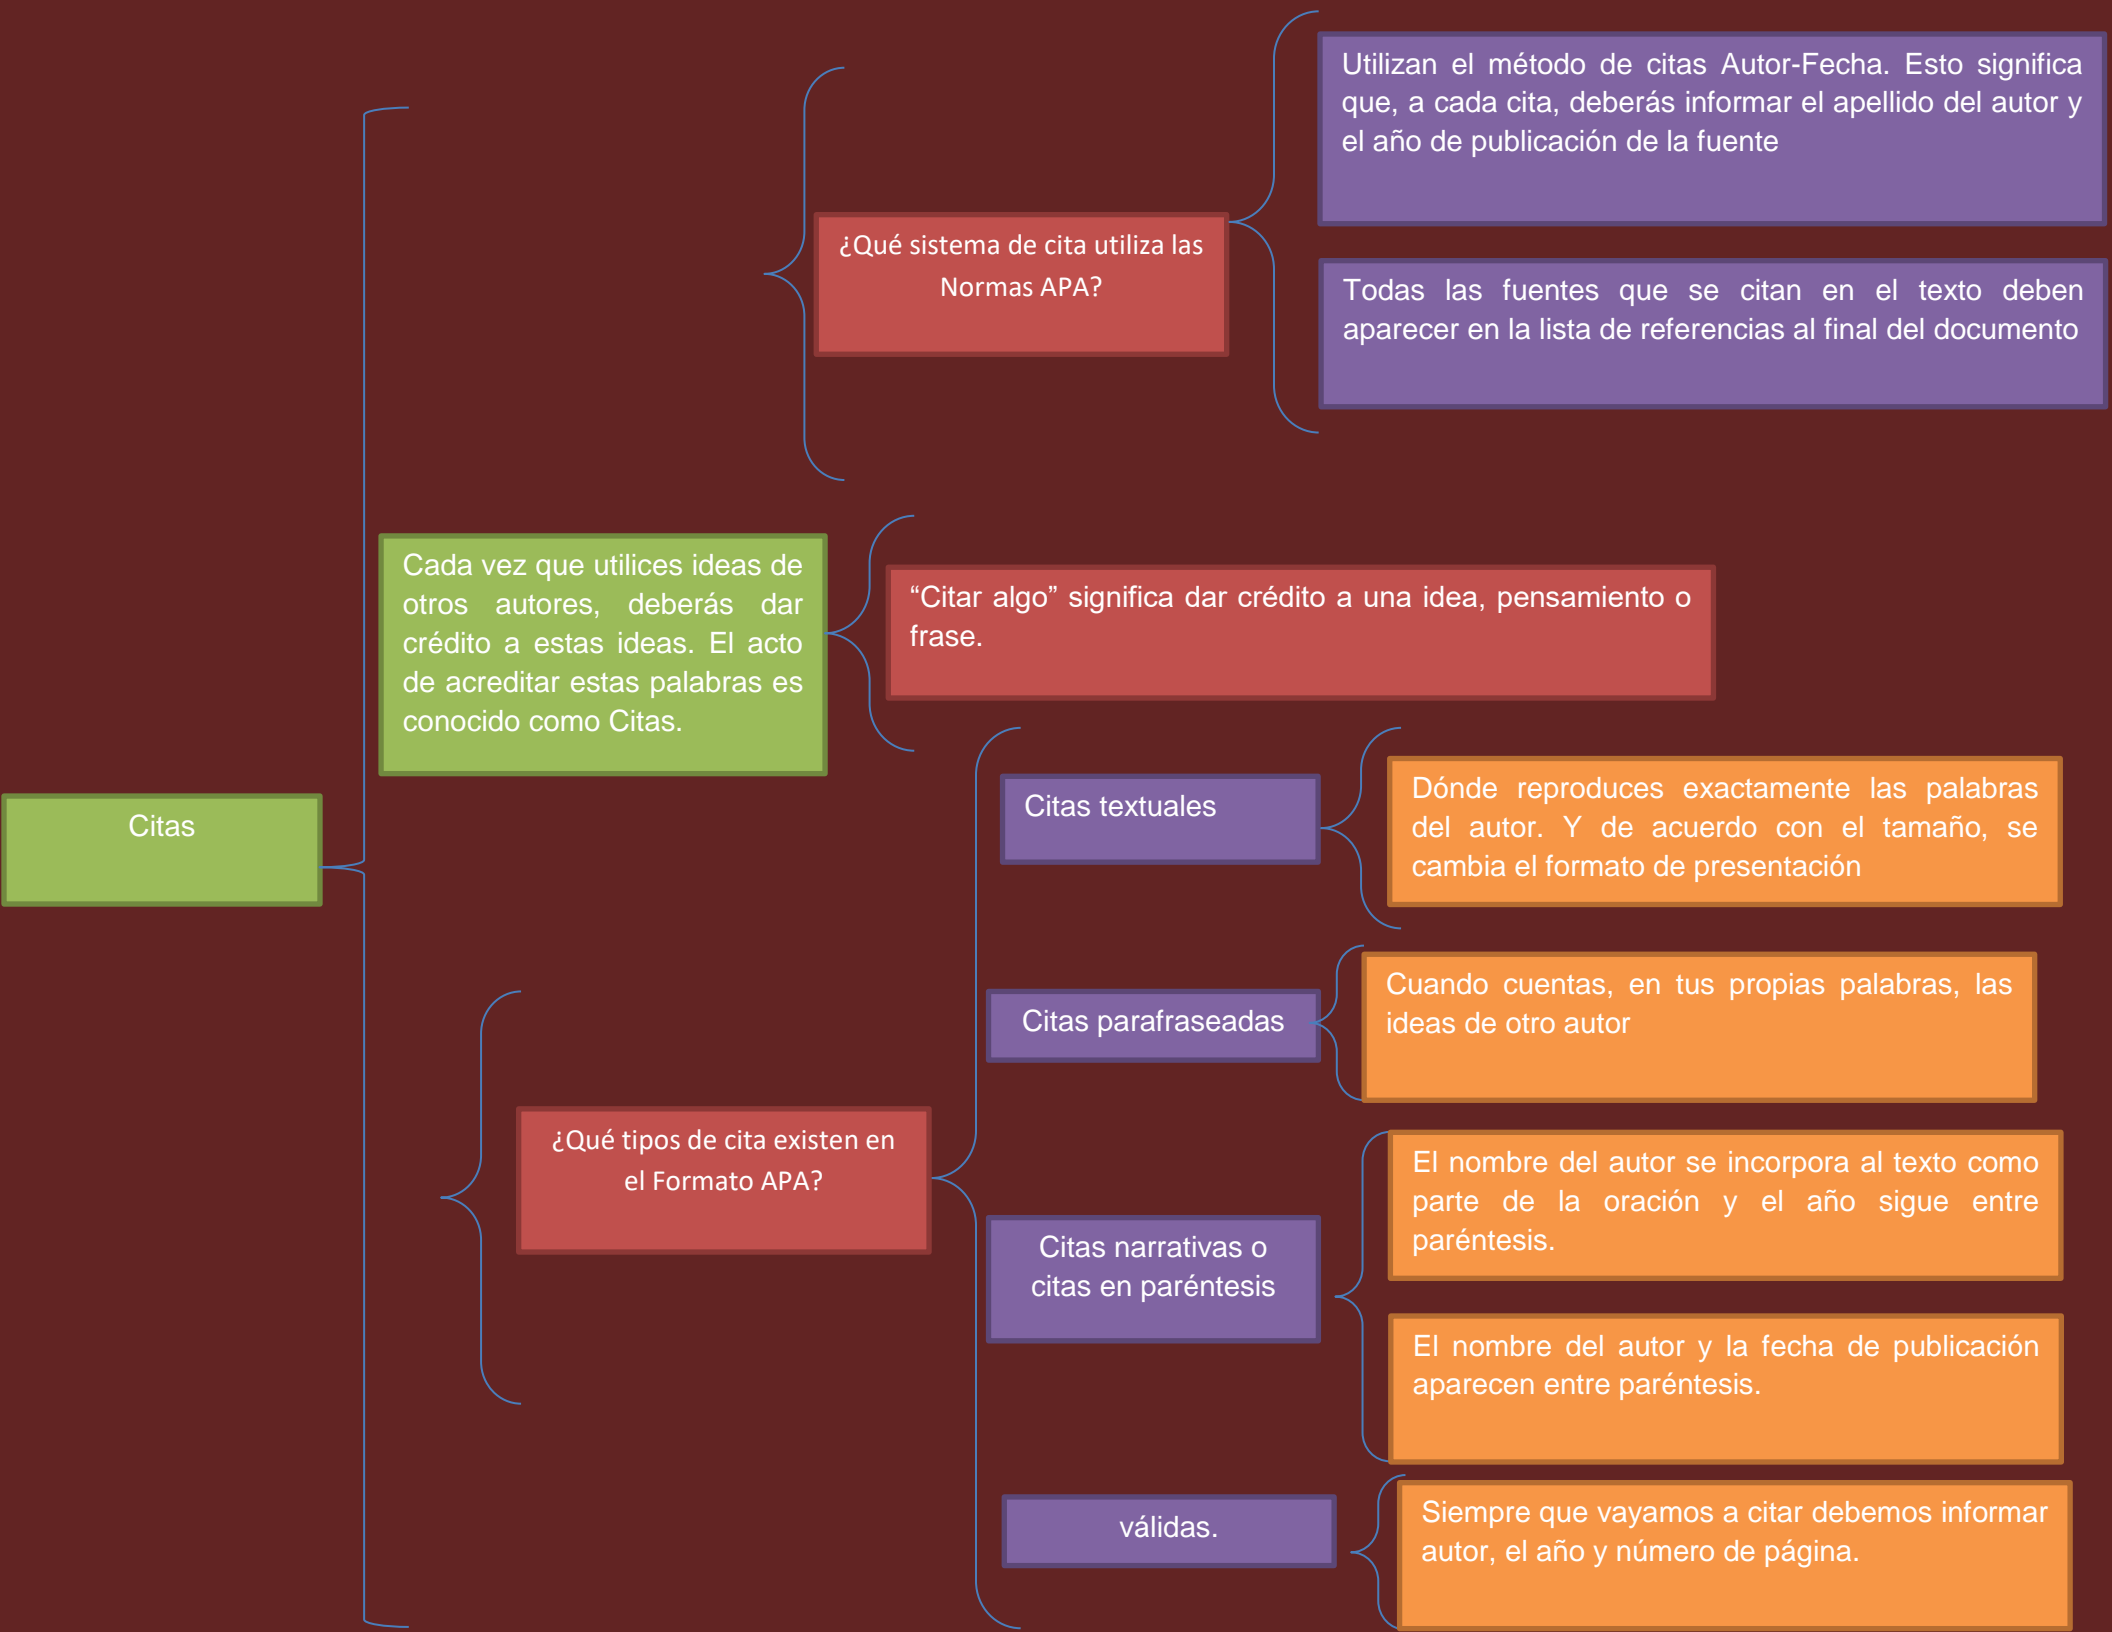 Utilizan el método de citas Autor-Fecha. Esto significa
que, a cada cita, deberás informar el apellido del autor y
el año de publicación de la fuente
¿Qué sistema de cita utiliza las
Normas APA?
Todas las fuentes que se citan en el texto deben
aparecer en la lista de referencias al final del documento
Cada vez que utilices ideas de
otros autores, deberás dar
crédito a estas ideas. El acto
de acreditar estas palabras es
conocido como Citas.
“Citar algo” significa dar crédito a una idea, pensamiento o
frase.
Citas
Citas textuales
Dónde reproduces exactamente las palabras
del autor. Y de acuerdo con el tamaño, se
cambia el formato de presentación
Citas parafraseadas
Cuando cuentas, en tus propias palabras, las
ideas de otro autor
¿Qué tipos de cita existen en
el Formato APA?
Citas narrativas o
citas en paréntesis
El nombre del autor se incorpora al texto como
parte de la oración y el año sigue entre
paréntesis.
El nombre del autor y la fecha de publicación
aparecen entre paréntesis.
válidas.
Siempre que vayamos a citar debemos informar
autor, el año y número de página.